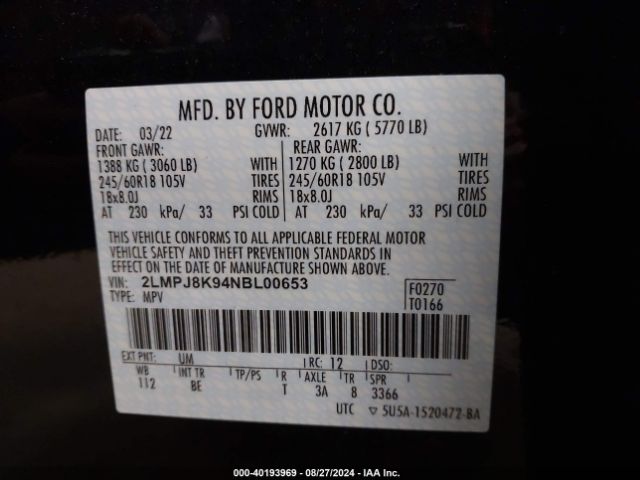 MFD. BY FORD MOTOR CO.
DATE: 03/22 GVWR: 2617 KG ( 5770 LB)
FRONT GAWR: REAR GAWR:
1388 KG ( 3060 LB) WITH 1270 KG ( 2800 LB) WITH
245/60R18 105V TIRES 245/60R18 105V TIRES
18x8.0J RIMS 18x8.0J RIMS
AT 230 kPa/ 33 PSI COLD AT 230 kPa/ 33 PSI COLD
THIS VEHICLE CONFORMS TO ALL APPLICABLE FEDERAL MOTOR
VEHICLE SAFETY AND THEFT PREVENTION STANDARDS IN
EFFECT ON THE DATE OF MANUFACTURE SHOWN ABOVE.
VIN: 2LMPJ8K94NBL00653 F0270
TYPE: MPV T0166
EXT PNT: UM RC: 12 DSO:
WB INT TR TP/PS R AXLE TR SPR
112 BE T 3A 8 3366
UTC ▽ 5U5A-1520472-BA
000-40193969 - 08/27/2024 - IAA Inc.